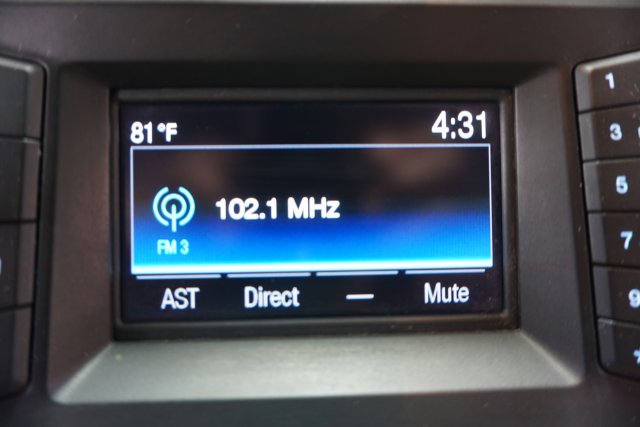 81°F 4:31
102.1 MHz
FM 3
AST Direct — Mute
1
3
5
7
9
*